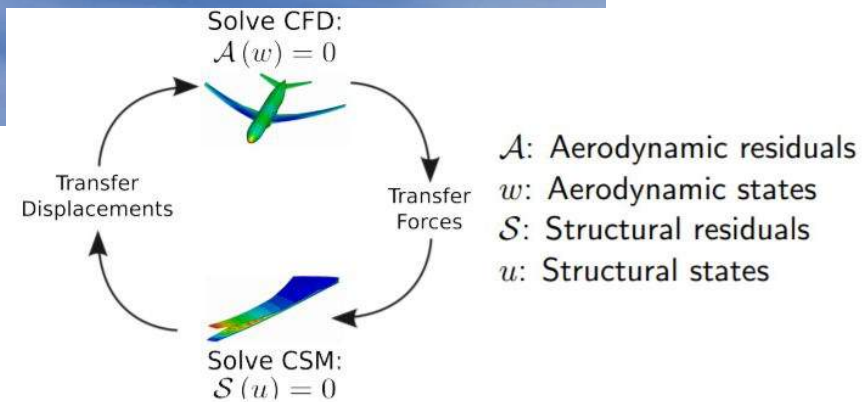 Solve CFD:
𝒜 (w) = 0
Transfer
Displacements
Transfer
Forces
Solve CSM:
𝒮 (u) = 0
𝒜: Aerodynamic residuals
w: Aerodynamic states
𝒮: Structural residuals
u: Structural states